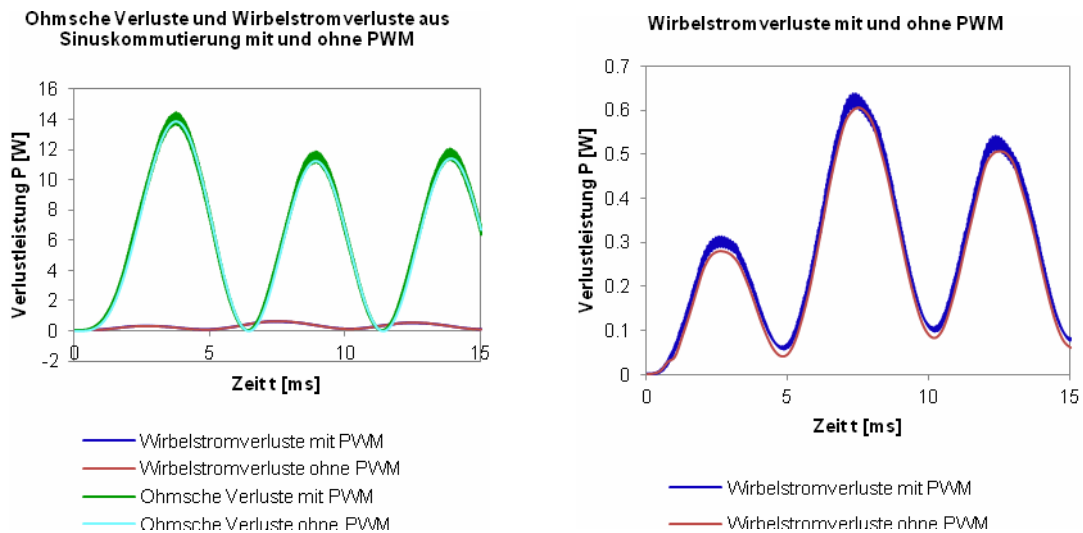 Ohmsche Verluste und Wirbelstromverluste aus
Sinuskommutierung mit und ohne PWM
Verlustleistung P [W]
16
14
12
10
8
6
4
2
0
-2
0
5
10
15
Zeit t [ms]
Wirbelstromverluste mit PWM
Wirbelstromverluste ohne PWM
Ohmsche Verluste mit PWM
Ohmsche Verluste ohne PWM
Wirbelstromverluste mit und ohne PWM
Verlustleistung P [W]
0.7
0.6
0.5
0.4
0.3
0.2
0.1
0
0
5
10
15
Zeit t [ms]
Wirbelstromverluste mit PWM
Wirbelstromverluste ohne PWM